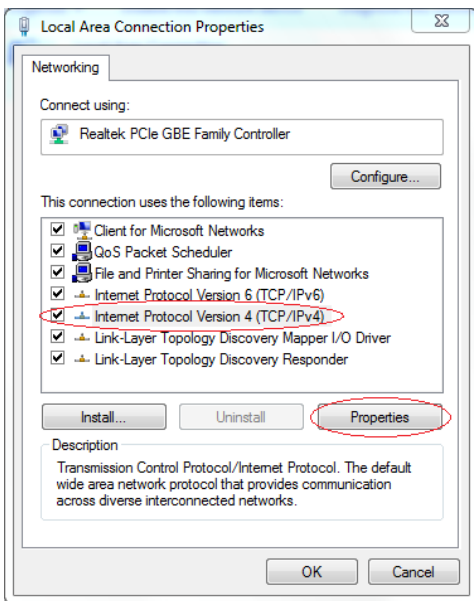 Local Area Connection Properties
Networking
Connect using:
Realtek PCIe GBE Family Controller
Configure...
This connection uses the following items:
Client for Microsoft Networks
QoS Packet Scheduler
File and Printer Sharing for Microsoft Networks
Internet Protocol Version 6 (TCP/IPv6)
Internet Protocol Version 4 (TCP/IPv4)
Link-Layer Topology Discovery Mapper I/O Driver
Link-Layer Topology Discovery Responder
Install... Uninstall Properties
Description
Transmission Control Protocol/Internet Protocol. The default
wide area network protocol that provides communication
across diverse interconnected networks.
OK Cancel